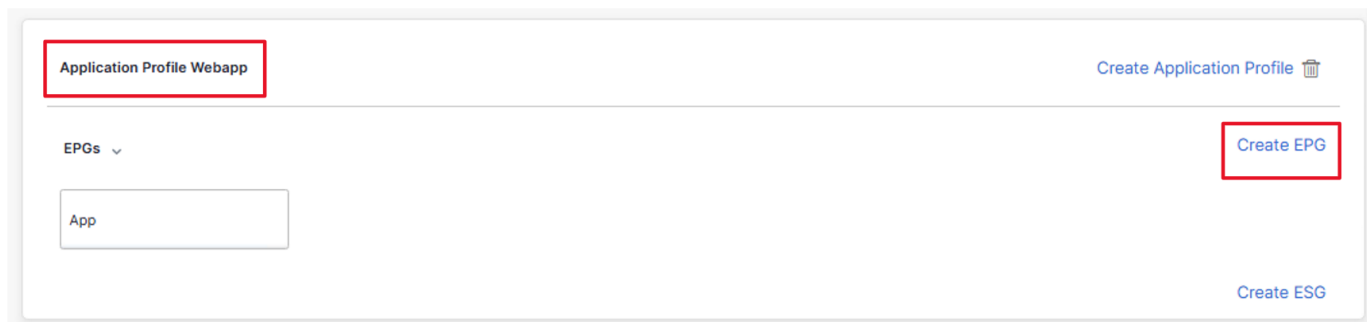 Application Profile Webapp
Create Application Profile
EPGs
Create EPG
App
Create ESG